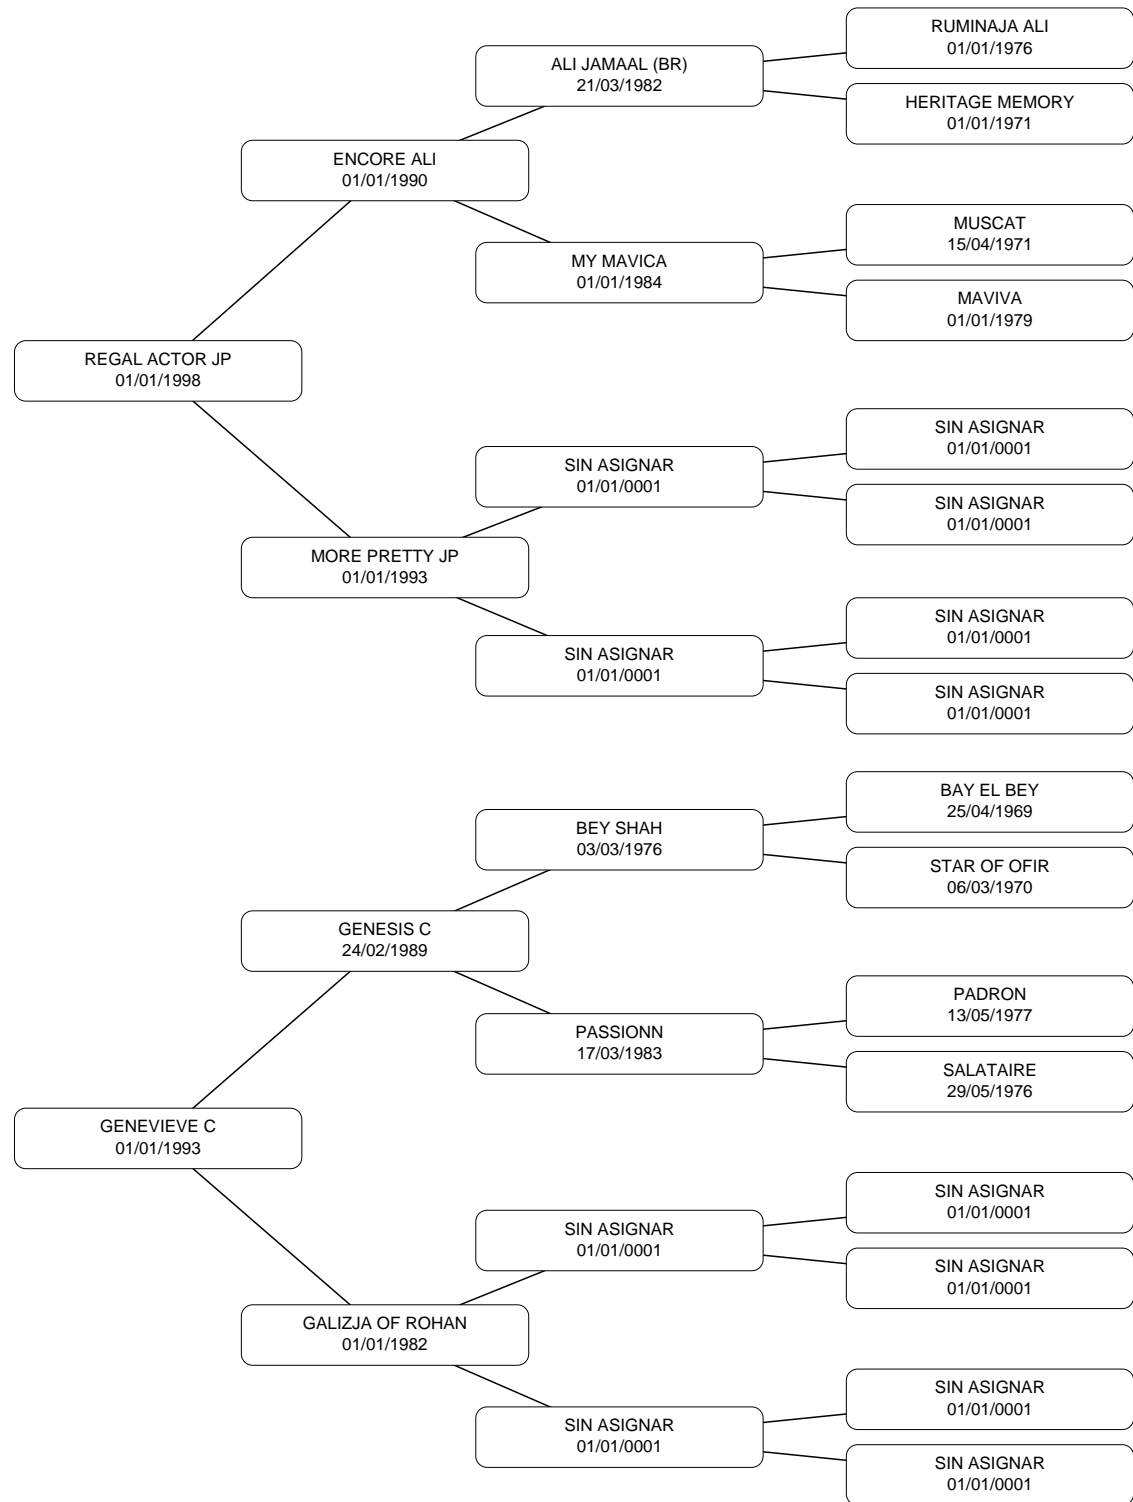 RUMINAJA ALI
01/01/1976
ALI JAMAAL (BR)
21/03/1982
HERITAGE MEMORY
01/01/1971
ENCORE ALI
01/01/1990
MUSCAT
15/04/1971
MY MAVICA
01/01/1984
MAVIVA
01/01/1979
REGAL ACTOR JP
01/01/1998
SIN ASIGNAR
01/01/0001
SIN ASIGNAR
01/01/0001
SIN ASIGNAR
01/01/0001
MORE PRETTY JP
01/01/1993
SIN ASIGNAR
01/01/0001
SIN ASIGNAR
01/01/0001
SIN ASIGNAR
01/01/0001
BAY EL BEY
25/04/1969
BEY SHAH
03/03/1976
STAR OF OFIR
06/03/1970
GENESIS C
24/02/1989
PADRON
13/05/1977
PASSIONN
17/03/1983
SALATAIRE
29/05/1976
GENEVIEVE C
01/01/1993
SIN ASIGNAR
01/01/0001
SIN ASIGNAR
01/01/0001
SIN ASIGNAR
01/01/0001
GALIZJA OF ROHAN
01/01/1982
SIN ASIGNAR
01/01/0001
SIN ASIGNAR
01/01/0001
SIN ASIGNAR
01/01/0001